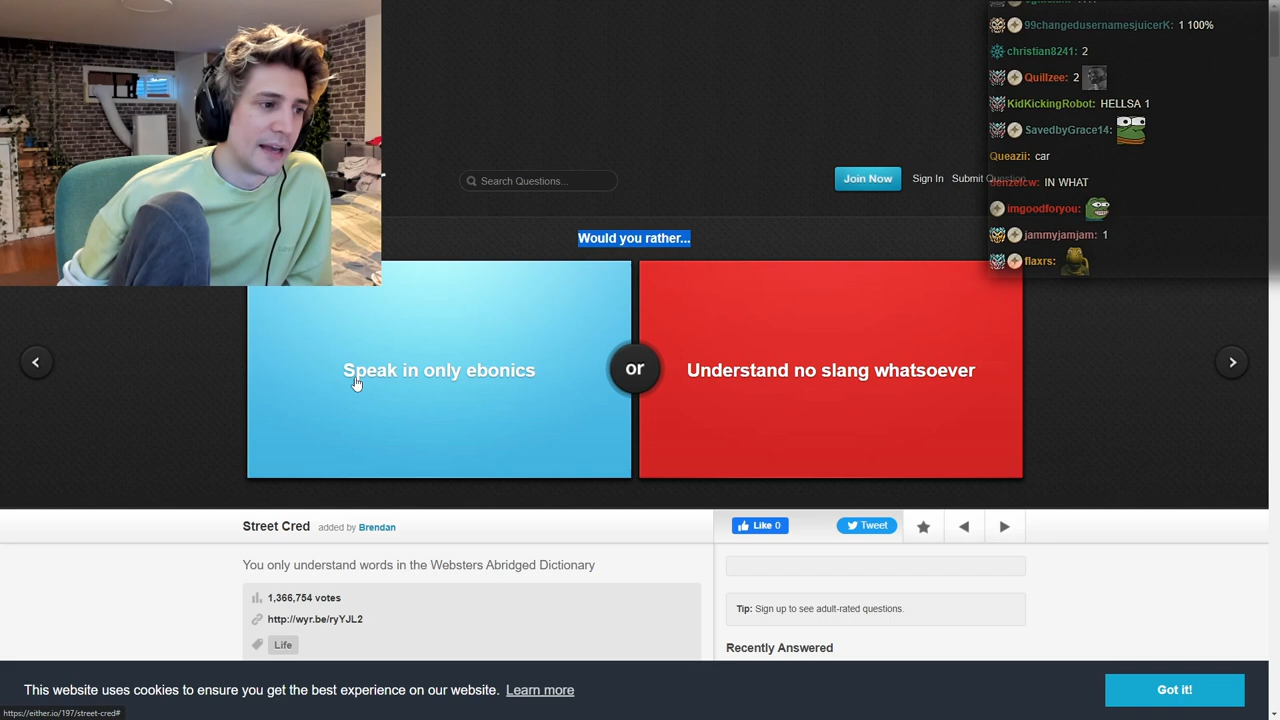 99changedusernamesjuicerK: 1 100%
christian8241: 2
Quillzee: 2
KidKickingRobot: HELLSA 1
SavedbyGrace14:
Queazii: car
IN WHAT
imgoodforyou:
jammyjamjam: 1
flaxrs:
Search Questions...
Join Now
Sign In
Submit Question
Would you rather...
Speak in only ebonics
or
Understand no slang whatsoever
Street Cred added by Brendan
Like 0
Tweet
You only understand words in the Websters Abridged Dictionary
1,366,754 votes
http://wyr.be/ryYJL2
Life
Tip: Sign up to see adult-rated questions.
Recently Answered
This website uses cookies to ensure you get the best experience on our website. Learn more
Got it!
https://either.io/197/street-cred#